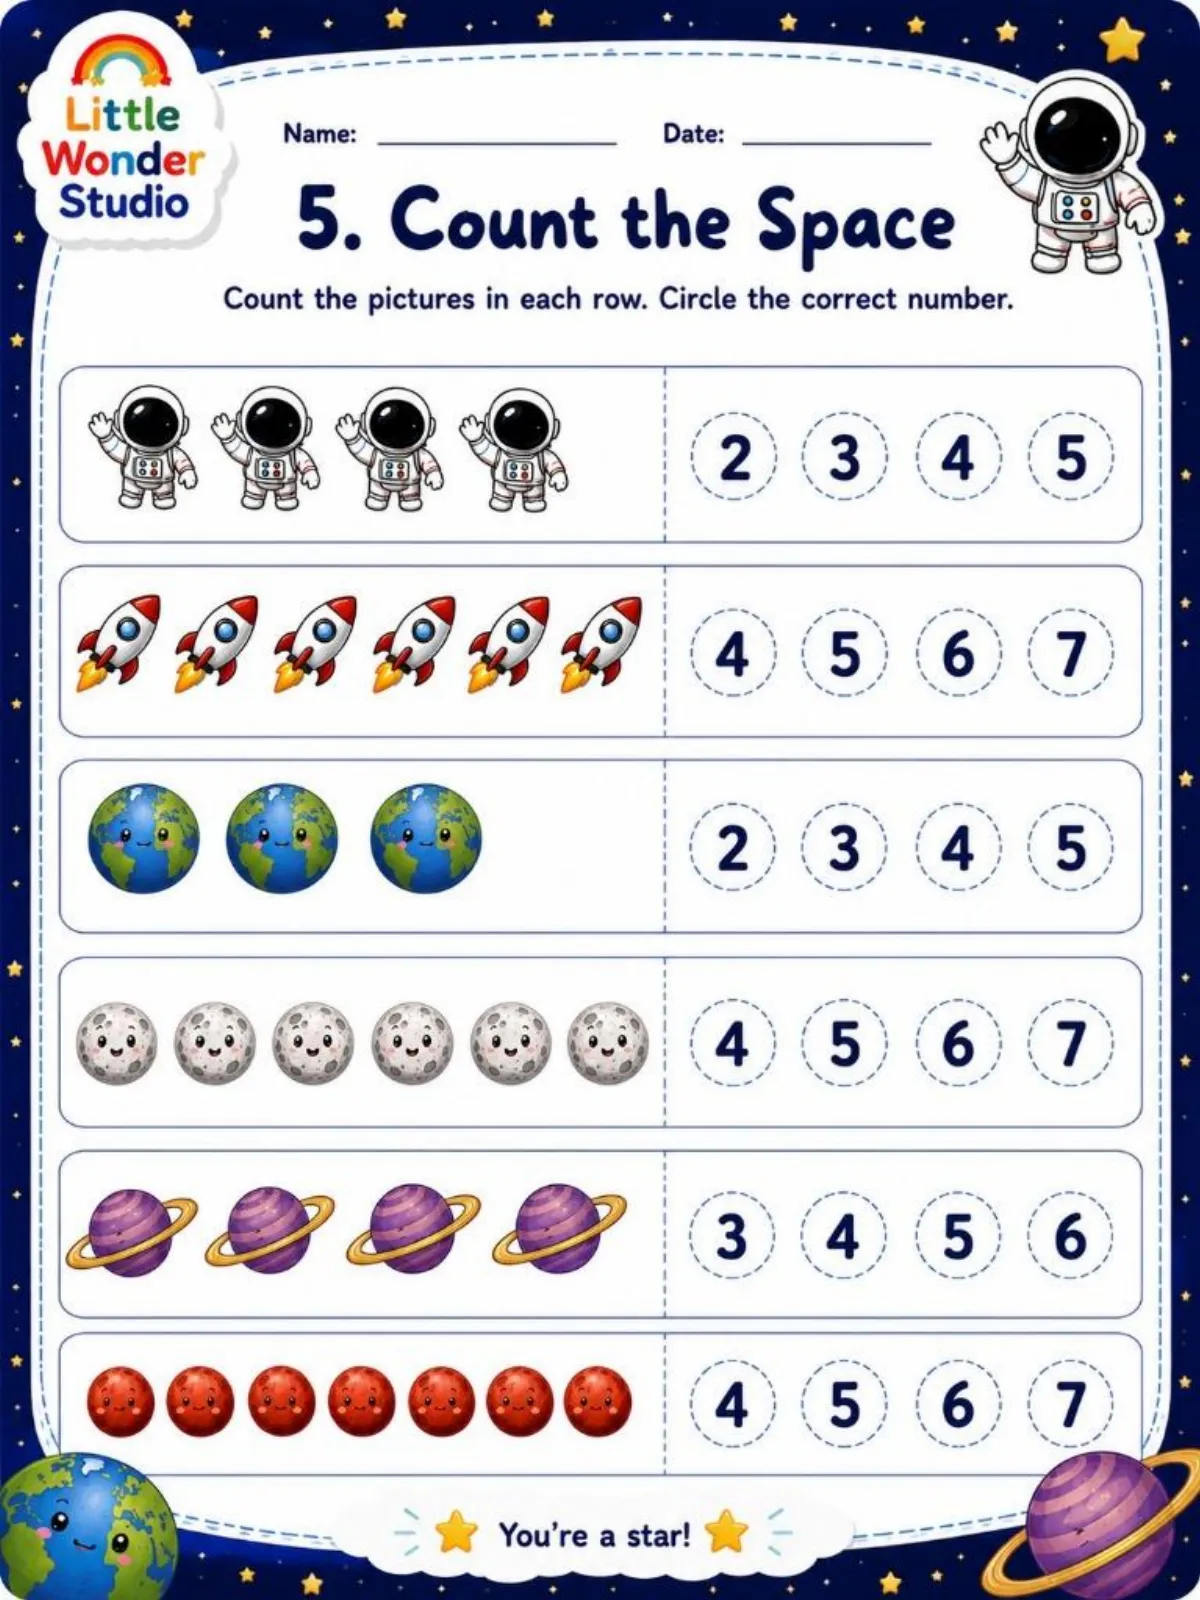 Little
Wonder
Studio
Name: Date:
5. Count the Space
Count the pictures in each row. Circle the correct number.
2 3 4 5
4 5 6 7
2 3 4 5
4 5 6 7
3 4 5 6
4 5 6 7
You're a star!